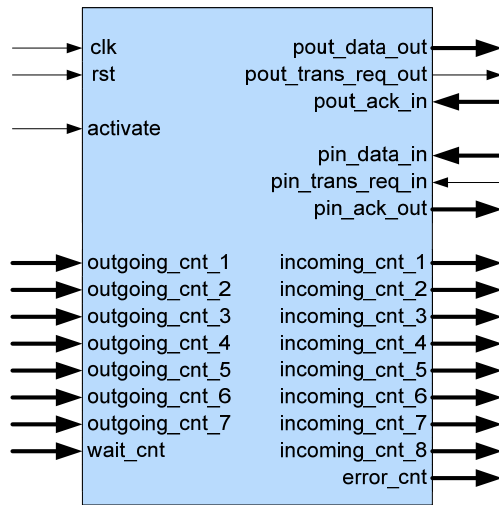 clk
rst
activate
outgoing_cnt_1
outgoing_cnt_2
outgoing_cnt_3
outgoing_cnt_4
outgoing_cnt_5
outgoing_cnt_6
outgoing_cnt_7
wait_cnt
pout_data_out
pout_trans_req_out
pout_ack_in
pin_data_in
pin_trans_req_in
pin_ack_out
incoming_cnt_1
incoming_cnt_2
incoming_cnt_3
incoming_cnt_4
incoming_cnt_5
incoming_cnt_6
incoming_cnt_7
incoming_cnt_8
error_cnt